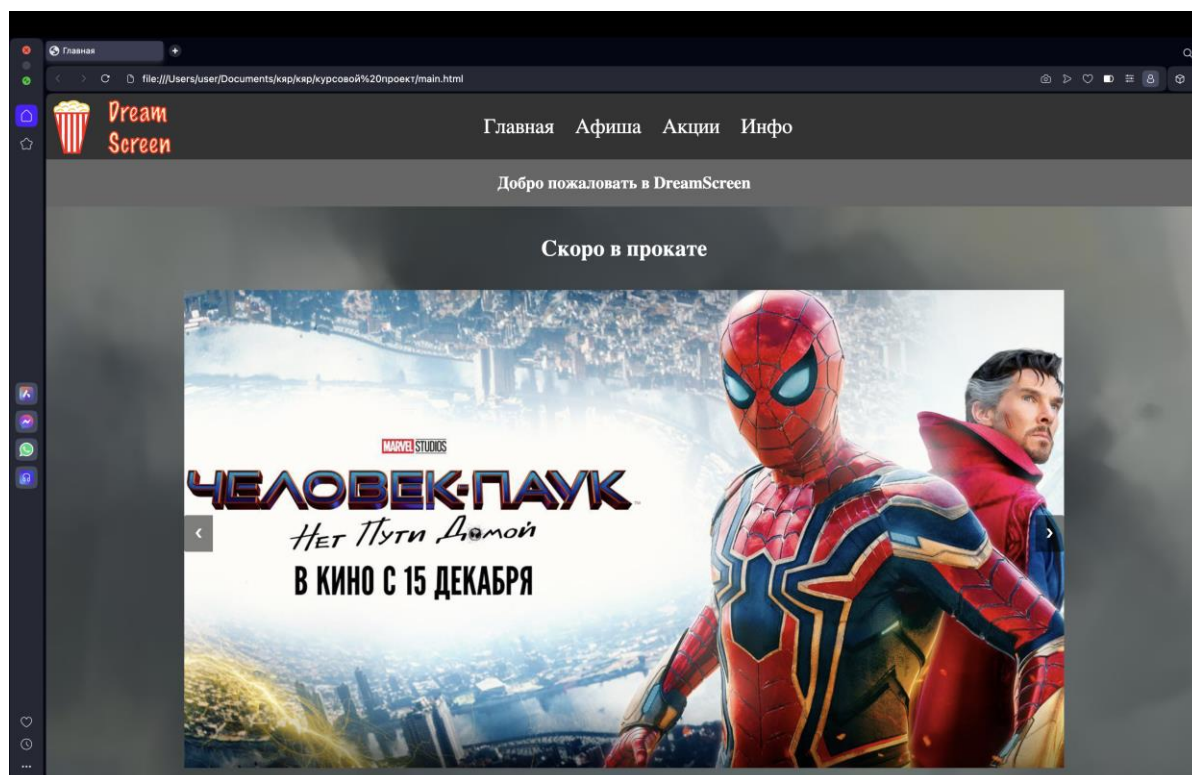 Главная
file:///Users/user/Documents/кяр/кяр/курсовой%20проект/main.html
Dream
Screen
Главная Афиша Акции Инфо
Добро пожаловать в DreamScreen
Скоро в прокате
MARVEL STUDIOS
ЧЕЛОВЕК-ПАУК
Нет Пути Домой
В КИНО С 15 ДЕКАБРЯ